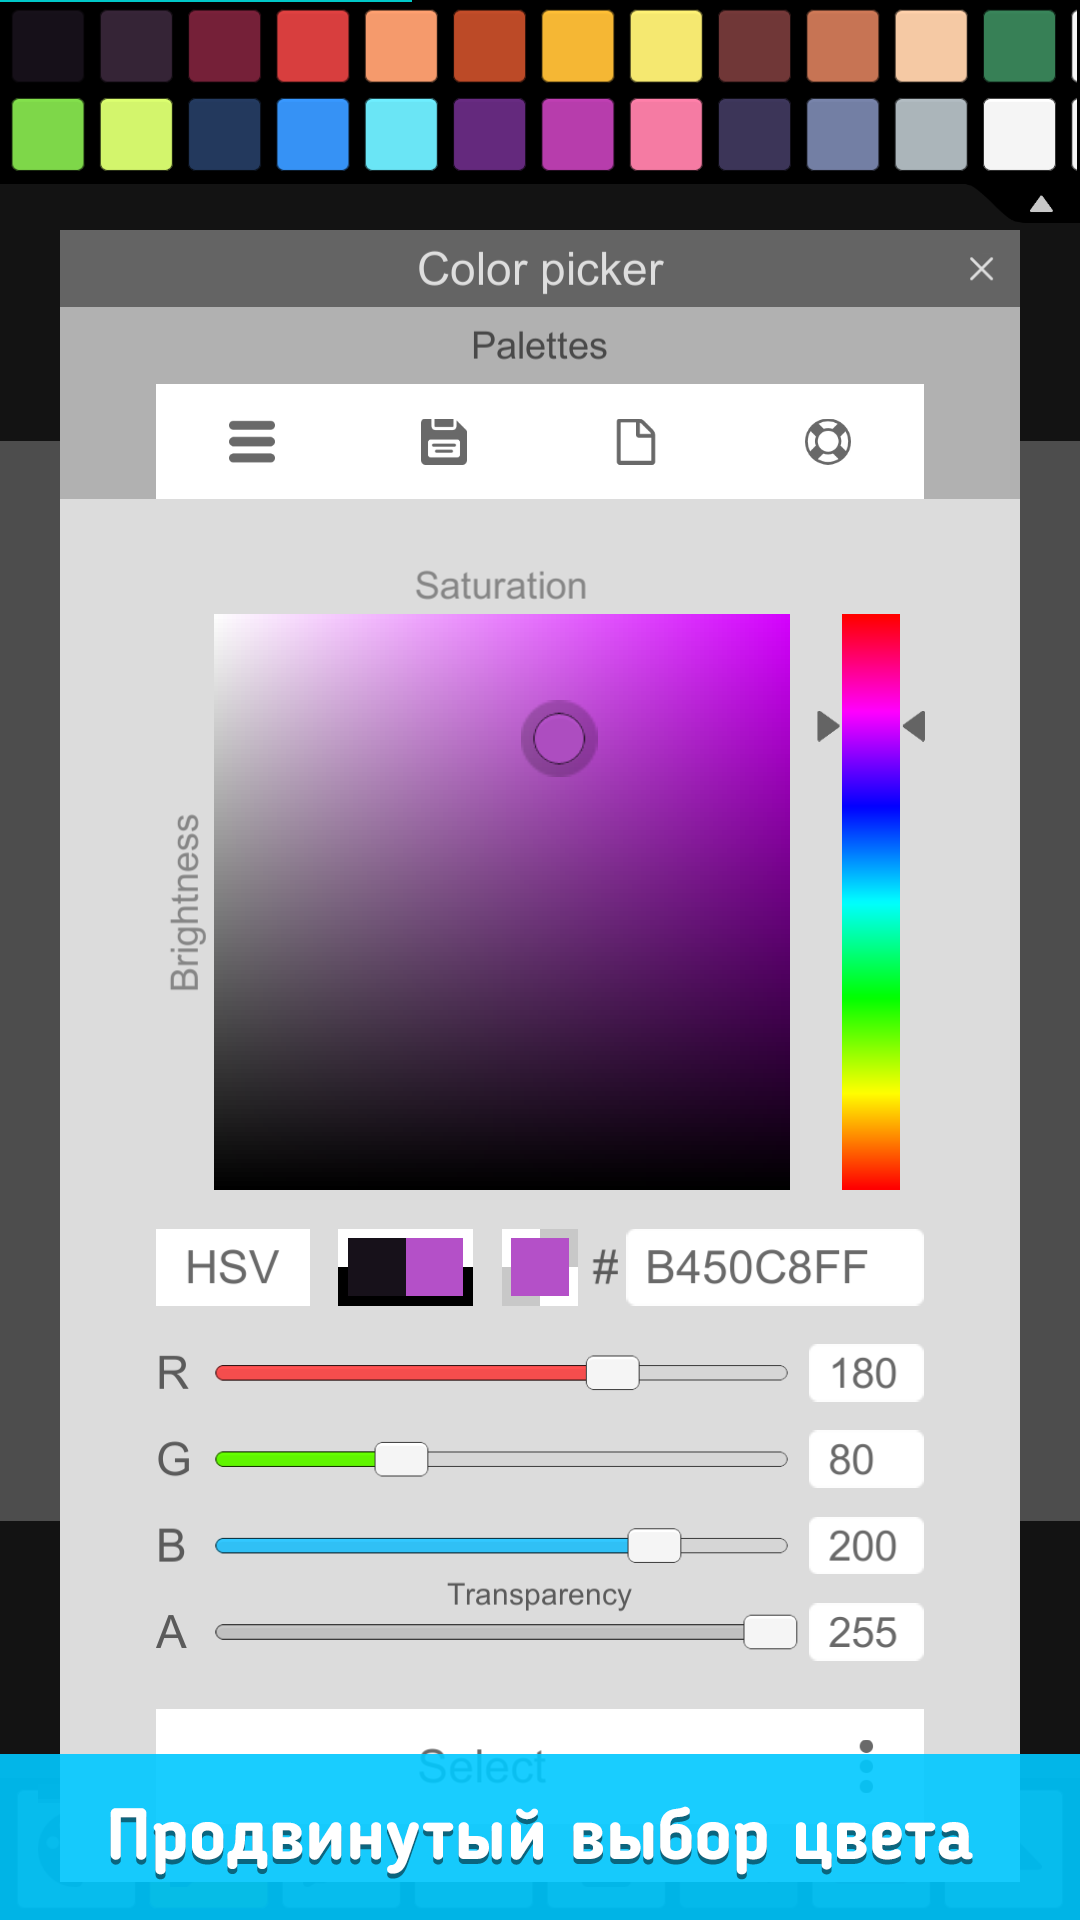 Color picker
Palettes
Saturation
Brightness
HSV # B450C8FF
R 180
G 80
B 200
Transparency
A 255
Select
Продвинутый выбор цвета